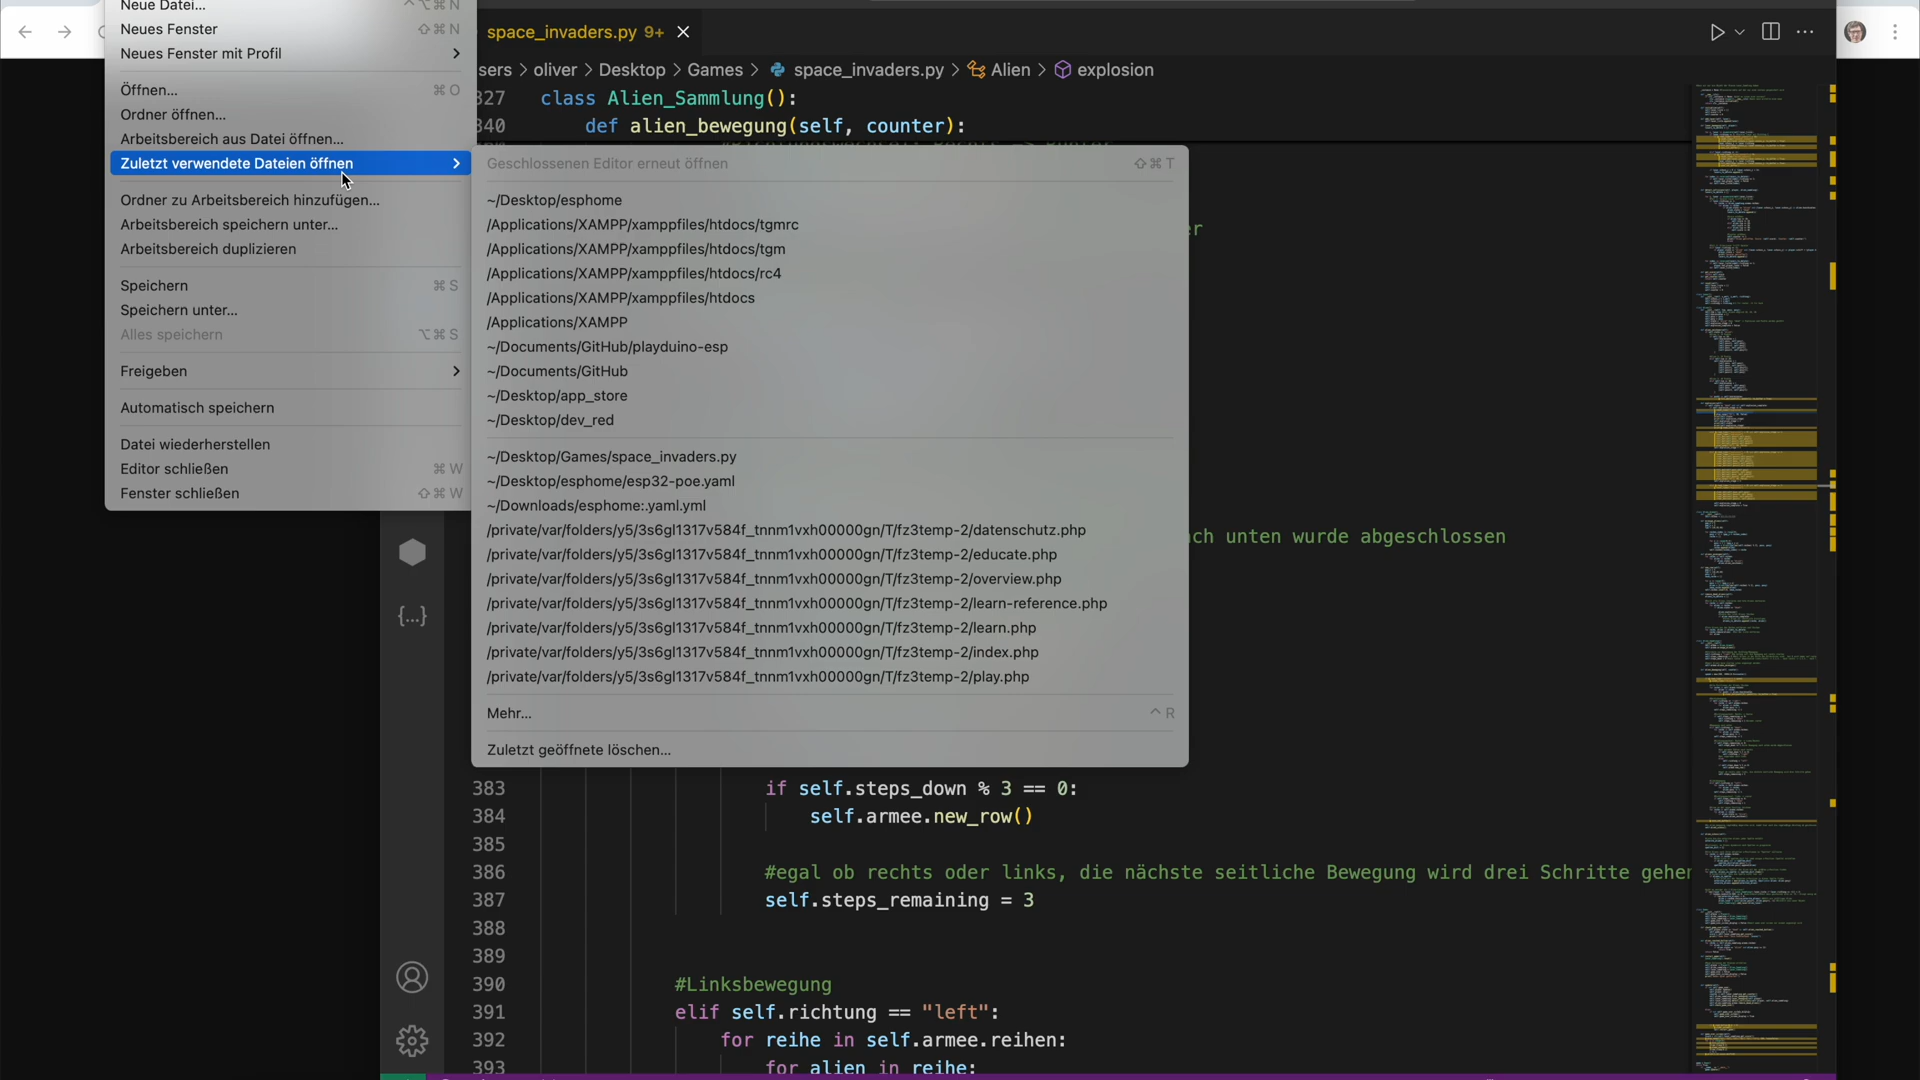 Neue Datei... ^⌥⌘N
Neues Fenster ⇧⌘N
Neues Fenster mit Profil
Öffnen... ⌘O
Ordner öffnen...
Arbeitsbereich aus Datei öffnen...
Zuletzt verwendete Dateien öffnen
Ordner zu Arbeitsbereich hinzufügen...
Arbeitsbereich speichern unter...
Arbeitsbereich duplizieren
Speichern ⌘S
Speichern unter...
Alles speichern ⌥⌘S
Freigeben
Automatisch speichern
Datei wiederherstellen
Editor schließen ⌘W
Fenster schließen ⇧⌘W
space_invaders.py 9+
sers > oliver > Desktop > Games > space_invaders.py > Alien > explosion
327 class Alien_Sammlung():
340 def alien_bewegung(self, counter):
Geschlossenen Editor erneut öffnen ⇧⌘T
~/Desktop/esphome
/Applications/XAMPP/xamppfiles/htdocs/tgmrc
/Applications/XAMPP/xamppfiles/htdocs/tgm
/Applications/XAMPP/xamppfiles/htdocs/rc4
/Applications/XAMPP/xamppfiles/htdocs
/Applications/XAMPP
~/Documents/GitHub/playduino-esp
~/Documents/GitHub
~/Desktop/app_store
~/Desktop/dev_red
~/Desktop/Games/space_invaders.py
~/Desktop/esphome/esp32-poe.yaml
~/Downloads/esphome:.yaml.yml
/private/var/folders/y5/3s6gl1317v584f_tnnm1vxh00000gn/T/fz3temp-2/datenschutz.php
/private/var/folders/y5/3s6gl1317v584f_tnnm1vxh00000gn/T/fz3temp-2/educate.php
/private/var/folders/y5/3s6gl1317v584f_tnnm1vxh00000gn/T/fz3temp-2/overview.php
/private/var/folders/y5/3s6gl1317v584f_tnnm1vxh00000gn/T/fz3temp-2/learn-reference.php
/private/var/folders/y5/3s6gl1317v584f_tnnm1vxh00000gn/T/fz3temp-2/learn.php
/private/var/folders/y5/3s6gl1317v584f_tnnm1vxh00000gn/T/fz3temp-2/index.php
/private/var/folders/y5/3s6gl1317v584f_tnnm1vxh00000gn/T/fz3temp-2/play.php
Mehr... ^R
Zuletzt geöffnete löschen...
er
ch unten wurde abgeschlossen
{...}
383 if self.steps_down % 3 == 0:
384 self.armee.new_row()
385
386 #egal ob rechts oder links, die nächste seitliche Bewegung wird drei Schritte gehen
387 self.steps_remaining = 3
388
389
390 #Linksbewegung
391 elif self.richtung == "left":
392 for reihe in self.armee.reihen:
393 for alien in reihe: